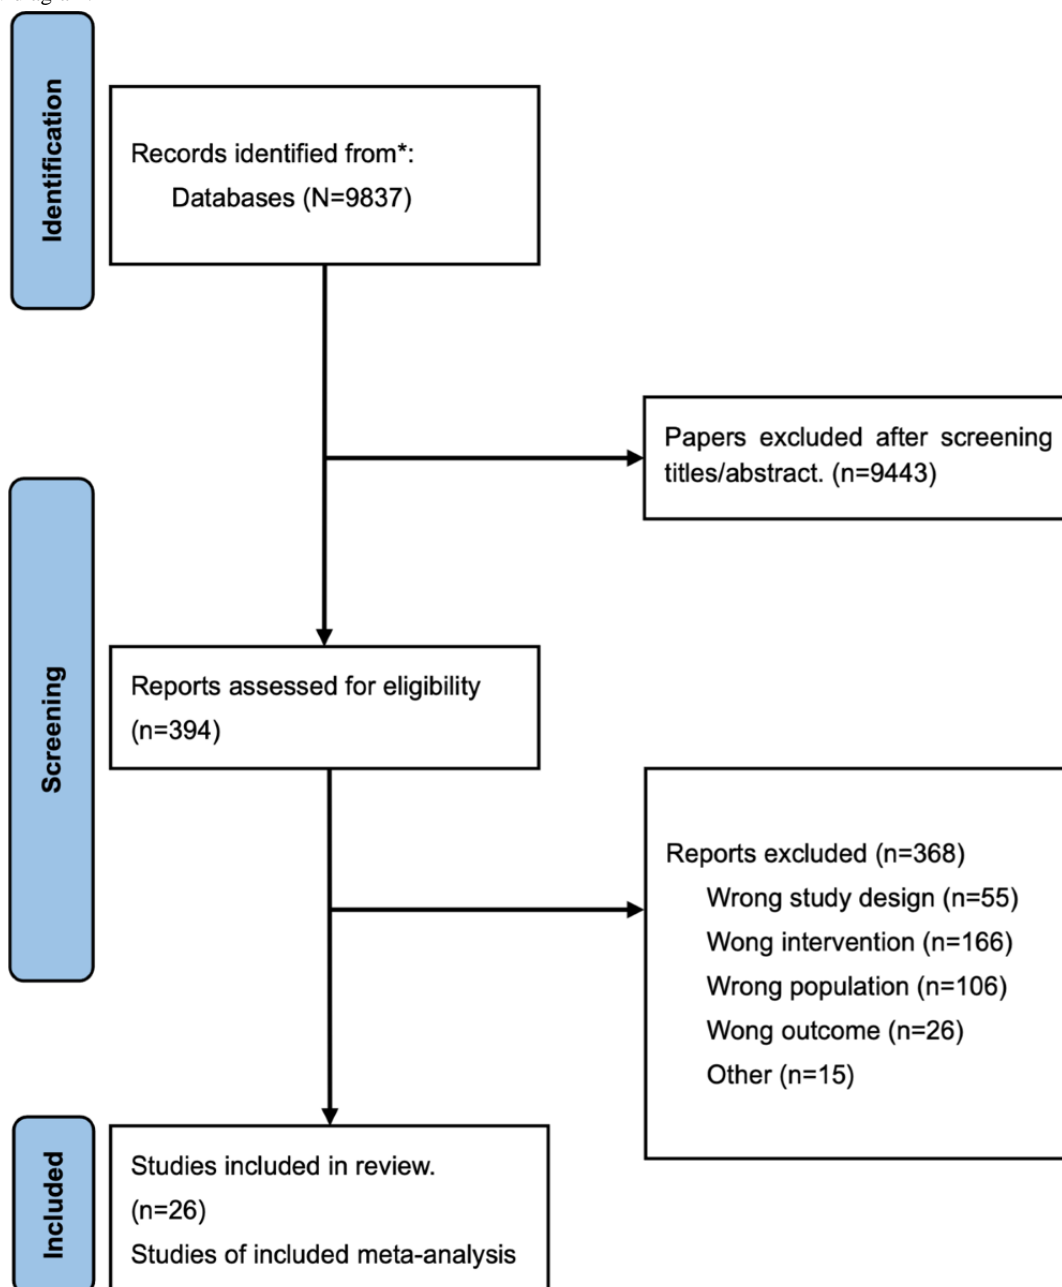 Identification
Records identified from*:
Databases (N=9837)
Papers excluded after screening
titles/abstract. (n=9443)
Screening
Reports assessed for eligibility
(n=394)
Reports excluded (n=368)
Wrong study design (n=55)
Wong intervention (n=166)
Wrong population (n=106)
Wong outcome (n=26)
Other (n=15)
Included
Studies included in review.
(n=26)
Studies of included meta-analysis